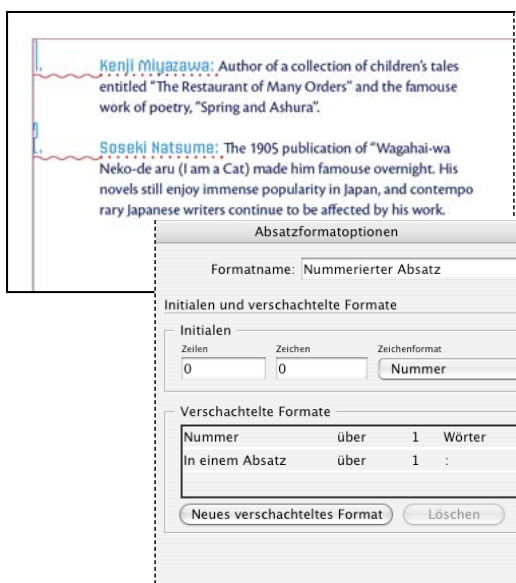 1.
Kenji Miyazawa: Author of a collection of children's tales
entitled "The Restaurant of Many Orders" and the famouse
work of poetry, "Spring and Ashura".
2.
Soseki Natsume: The 1905 publication of "Wagahai-wa
Neko-de aru (I am a Cat) made him famouse overnight. His
novels still enjoy immense popularity in Japan, and contempo
rary Japanese writers continue to be affected by his work.
Absatzformatoptionen
Formatname: Nummerierter Absatz
Initialen und verschachtelte Formate
Initialen
Zeilen Zeichen Zeichenformat
0 0 Nummer
Verschachtelte Formate
Nummer über 1 Wörter
In einem Absatz über 1 :
Neues verschachteltes Format Löschen